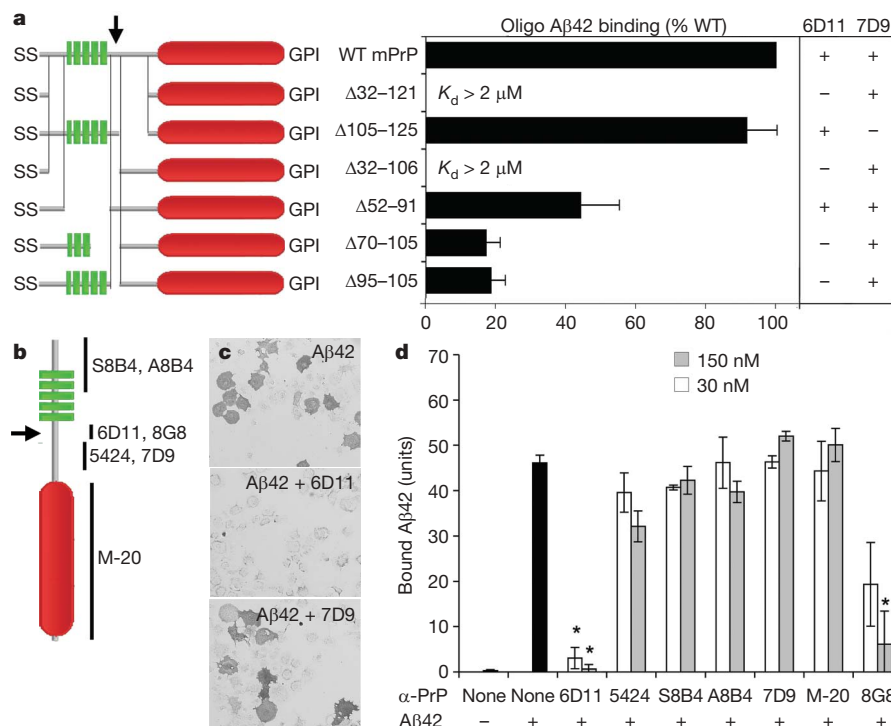 a
Oligo Aβ42 binding (% WT) 6D11 7D9
SS GPI WT mPrP + +
SS GPI Δ32–121 Kd > 2 μM − +
SS GPI Δ105–125 + −
SS GPI Δ32–106 Kd > 2 μM − +
SS GPI Δ52–91 + +
SS GPI Δ70–105 − +
SS GPI Δ95–105 − +
0 20 40 60 80 100
b
S8B4, A8B4
6D11, 8G8
5424, 7D9
M-20
c
Aβ42
Aβ42 + 6D11
Aβ42 + 7D9
d
150 nM
30 nM
Bound Aβ42 (units)
70
60
50
40
30
20
10
0
* * *
α-PrP None None 6D11 5424 S8B4 A8B4 7D9 M-20 8G8
Aβ42 − + + + + + + + +